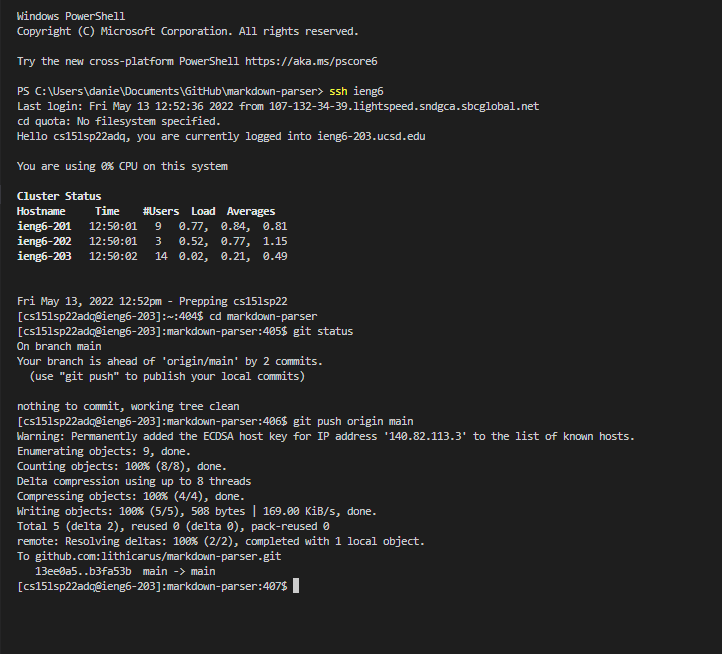 Windows PowerShell
Copyright (C) Microsoft Corporation. All rights reserved.
Try the new cross-platform PowerShell https://aka.ms/pscore6
PS C:\Users\danie\Documents\GitHub\markdown-parser> ssh ieng6
Last login: Fri May 13 12:52:36 2022 from 107-132-34-39.lightspeed.sndgca.sbcglobal.net
cd quota: No filesystem specified.
Hello cs15lsp22adq, you are currently logged into ieng6-203.ucsd.edu
You are using 0% CPU on this system
Cluster Status
Hostname     Time    #Users  Load  Averages
ieng6-201   12:50:01   9   0.77,  0.84,  0.81
ieng6-202   12:50:01   3   0.52,  0.77,  1.15
ieng6-203   12:50:02   14  0.02,  0.21,  0.49
Fri May 13, 2022 12:52pm - Prepping cs15lsp22
[cs15lsp22adq@ieng6-203]:~:404$ cd markdown-parser
[cs15lsp22adq@ieng6-203]:markdown-parser:405$ git status
On branch main
Your branch is ahead of 'origin/main' by 2 commits.
  (use "git push" to publish your local commits)
nothing to commit, working tree clean
[cs15lsp22adq@ieng6-203]:markdown-parser:406$ git push origin main
Warning: Permanently added the ECDSA host key for IP address '140.82.113.3' to the list of known hosts.
Enumerating objects: 9, done.
Counting objects: 100% (8/8), done.
Delta compression using up to 8 threads
Compressing objects: 100% (4/4), done.
Writing objects: 100% (5/5), 508 bytes | 169.00 KiB/s, done.
Total 5 (delta 2), reused 0 (delta 0), pack-reused 0
remote: Resolving deltas: 100% (2/2), completed with 1 local object.
To github.com:lithicarus/markdown-parser.git
   13ee0a5..b3fa53b  main -> main
[cs15lsp22adq@ieng6-203]:markdown-parser:407$